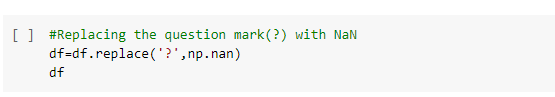 [ ] #Replacing the question mark(?) with NaN
df=df.replace('?',np.nan)
df